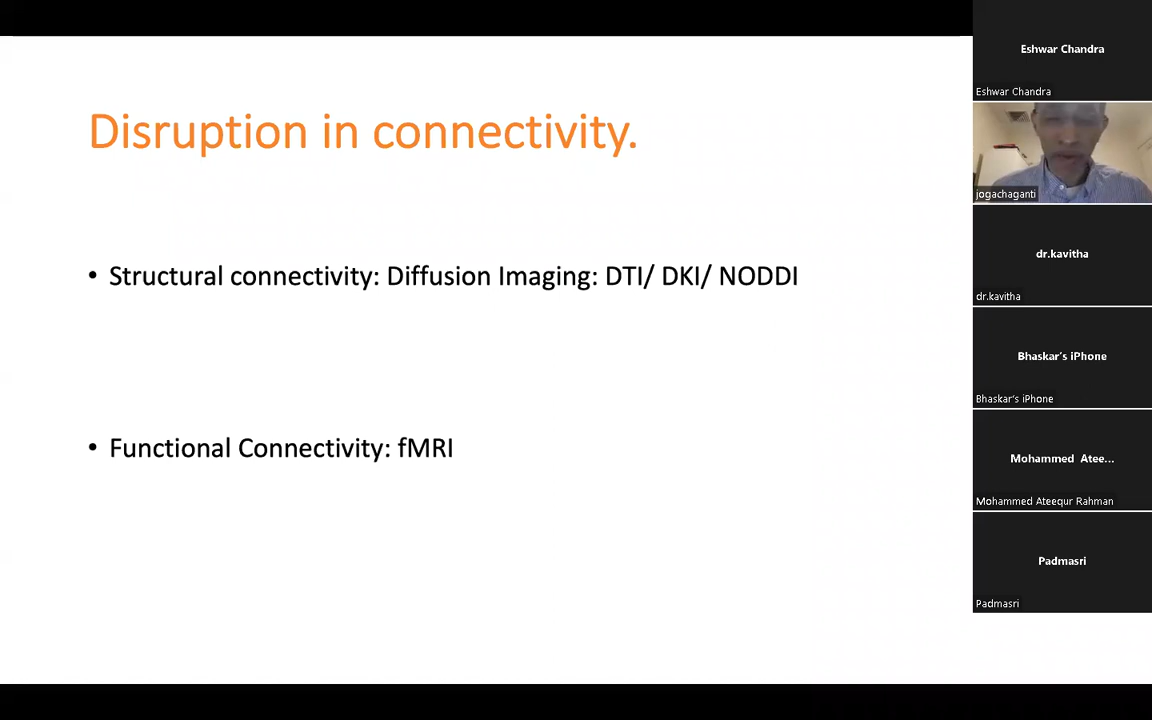 Disruption in connectivity.
• Structural connectivity: Diffusion Imaging: DTI/ DKI/ NODDI
• Functional Connectivity: fMRI
Eshwar Chandra
Eshwar Chandra
jogachaganti
dr.kavitha
dr.kavitha
Bhaskar's iPhone
Bhaskar's iPhone
Mohammed Atee...
Mohammed Ateequr Rahman
Padmasri
Padmasri